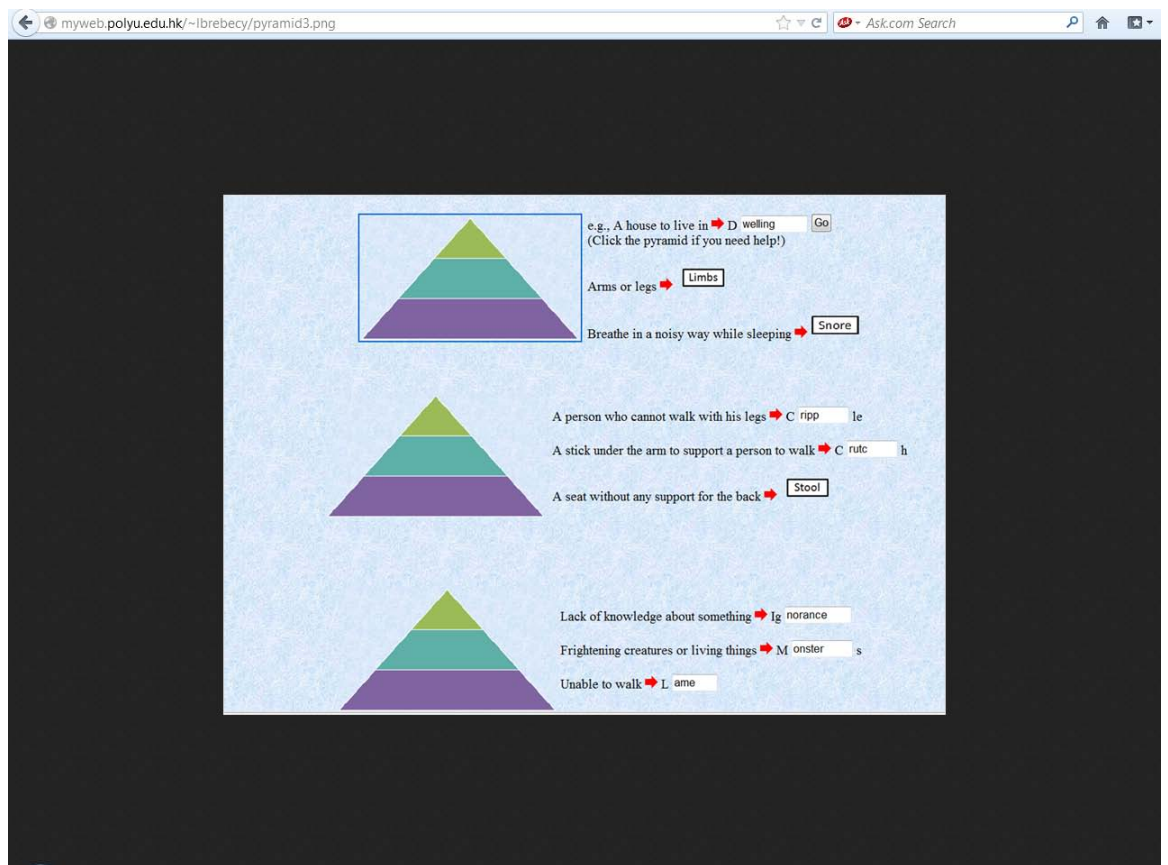 myweb.polyu.edu.hk/~lbrebecy/pyramid3.png Ask - Ask.com Search
e.g., A house to live in D welling Go
(Click the pyramid if you need help!)
Arms or legs Limbs
Breathe in a noisy way while sleeping Snore
A person who cannot walk with his legs C ripp le
A stick under the arm to support a person to walk C rutc h
A seat without any support for the back Stool
Lack of knowledge about something Ig norance
Frightening creatures or living things M onster s
Unable to walk L ame